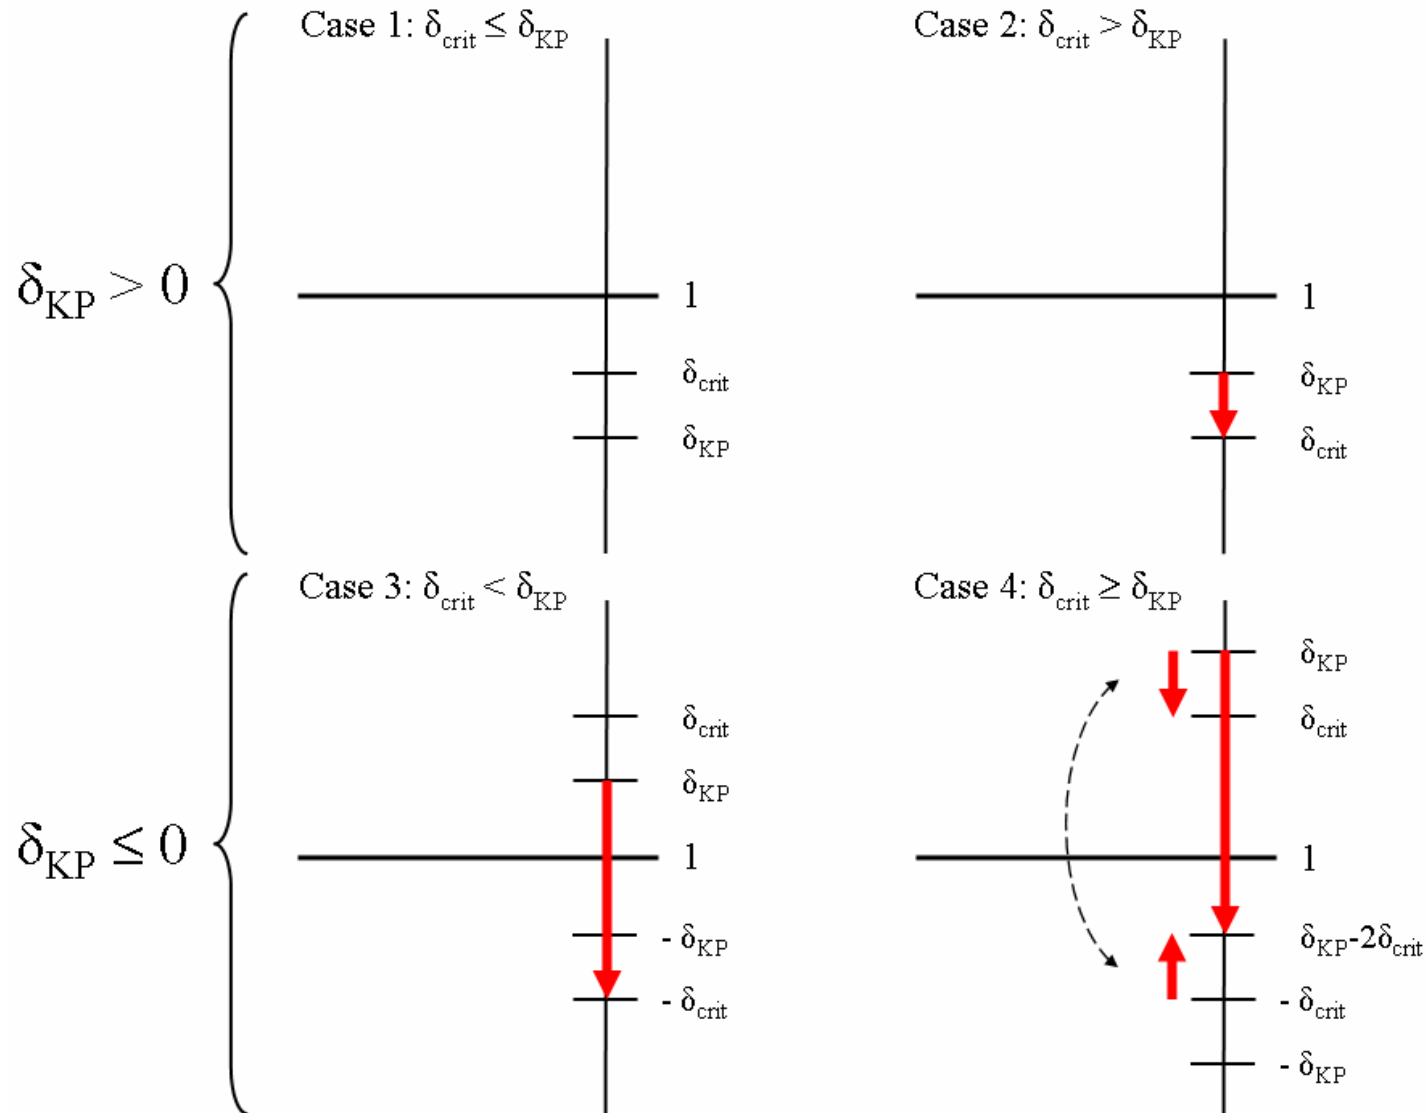 Case 1: δcrit ≤ δKP
Case 2: δcrit > δKP
δKP > 0
1
δcrit
δKP
1
δKP
δcrit
Case 3: δcrit < δKP
Case 4: δcrit ≥ δKP
δKP ≤ 0
δcrit
δKP
1
- δKP
- δcrit
δKP
δcrit
1
δKP-2δcrit
- δcrit
- δKP